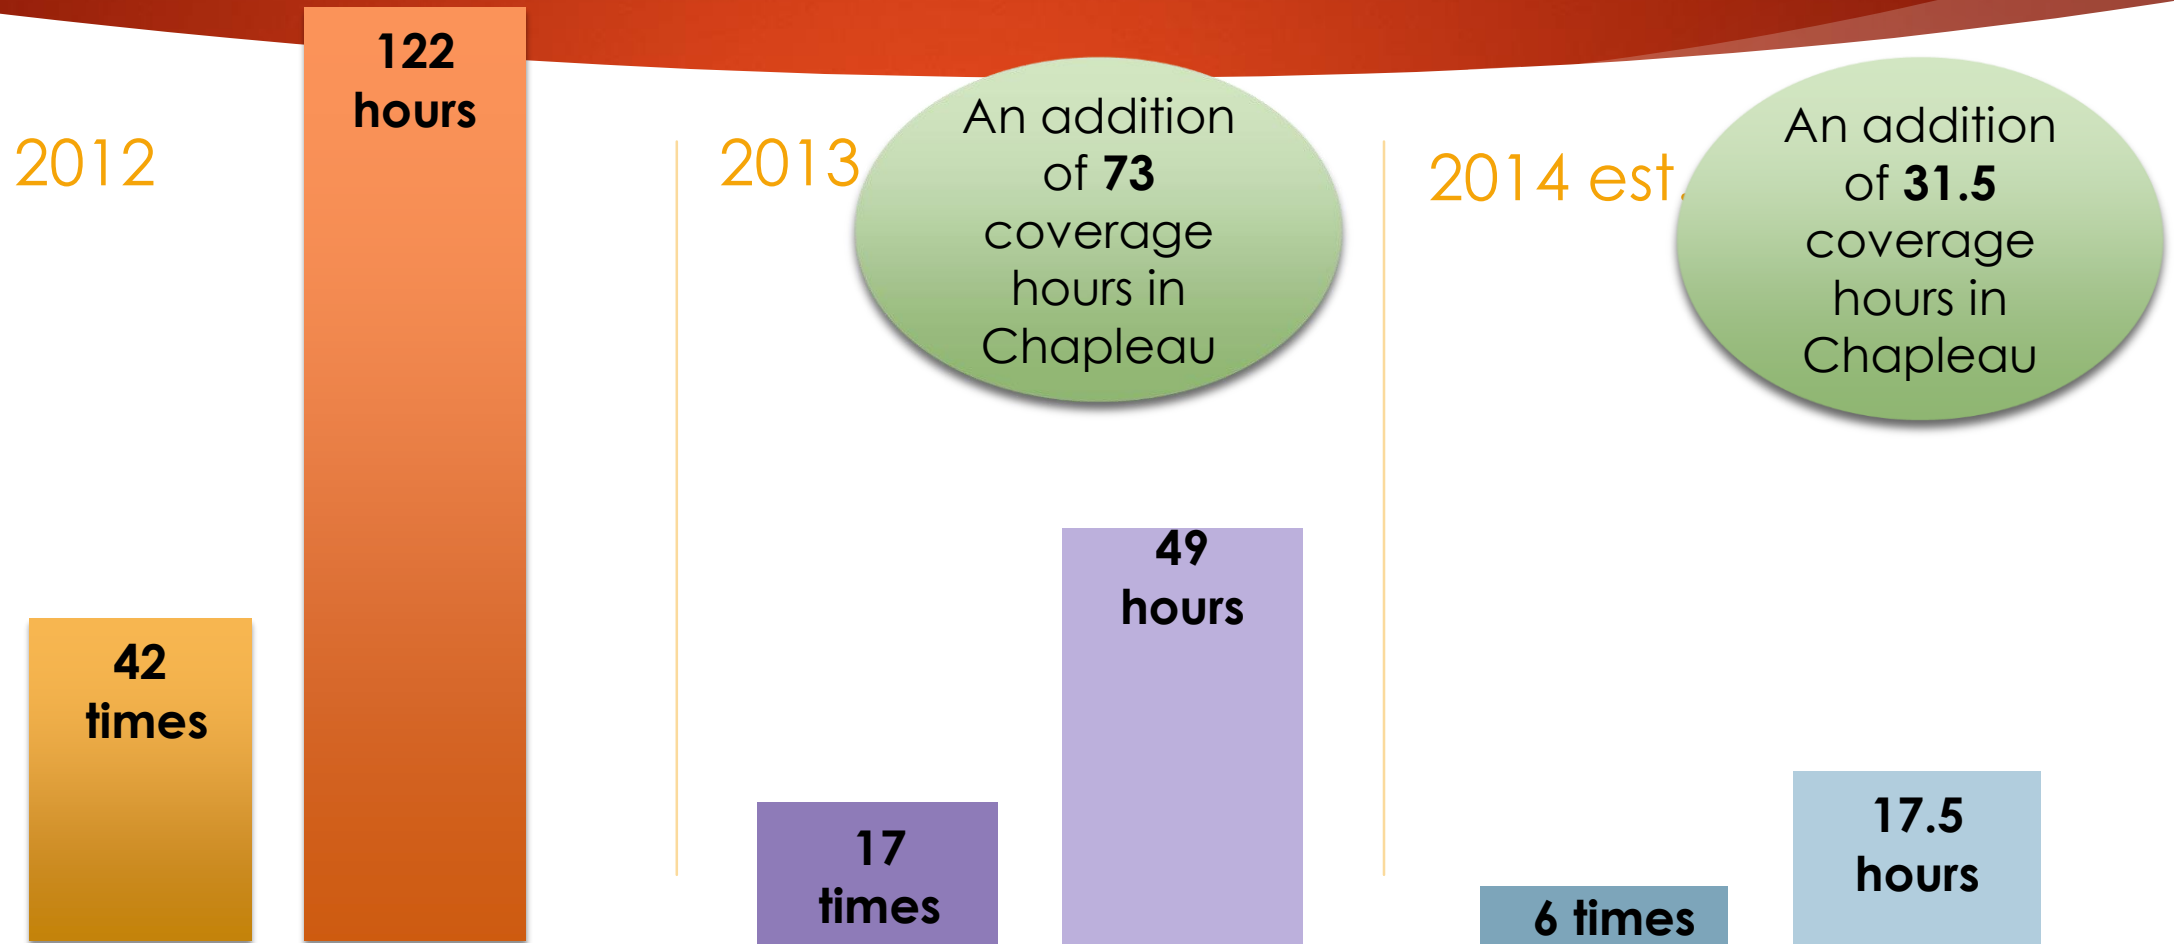 2012
122
hours
42
times
2013
An addition
of 73
coverage
hours in
Chapleau
49
hours
17
times
2014 est.
An addition
of 31.5
coverage
hours in
Chapleau
17.5
hours
6 times